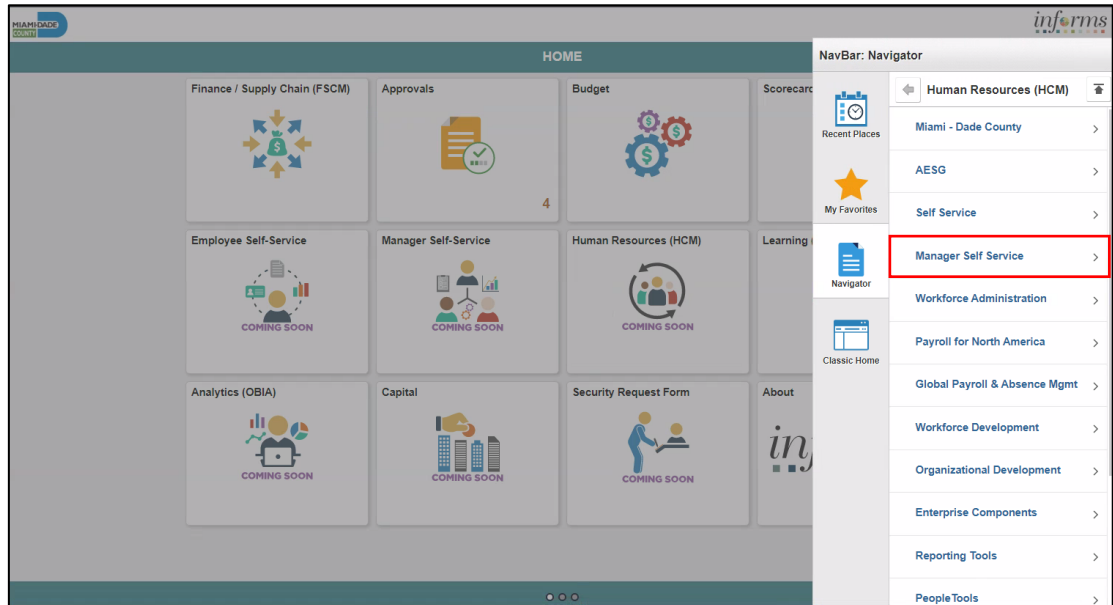 MIAMI-DADE
COUNTY
informs
HOME
NavBar: Navigator
Finance / Supply Chain (FSCM)
Approvals
4
Budget
Scorecard
Employee Self-Service
COMING SOON
Manager Self-Service
COMING SOON
Human Resources (HCM)
COMING SOON
Learning
Analytics (OBIA)
COMING SOON
Capital
COMING SOON
Security Request Form
COMING SOON
About
inf
Recent Places
My Favorites
Navigator
Classic Home
Human Resources (HCM)
Miami - Dade County
AESG
Self Service
Manager Self Service
Workforce Administration
Payroll for North America
Global Payroll & Absence Mgmt
Workforce Development
Organizational Development
Enterprise Components
Reporting Tools
PeopleTools